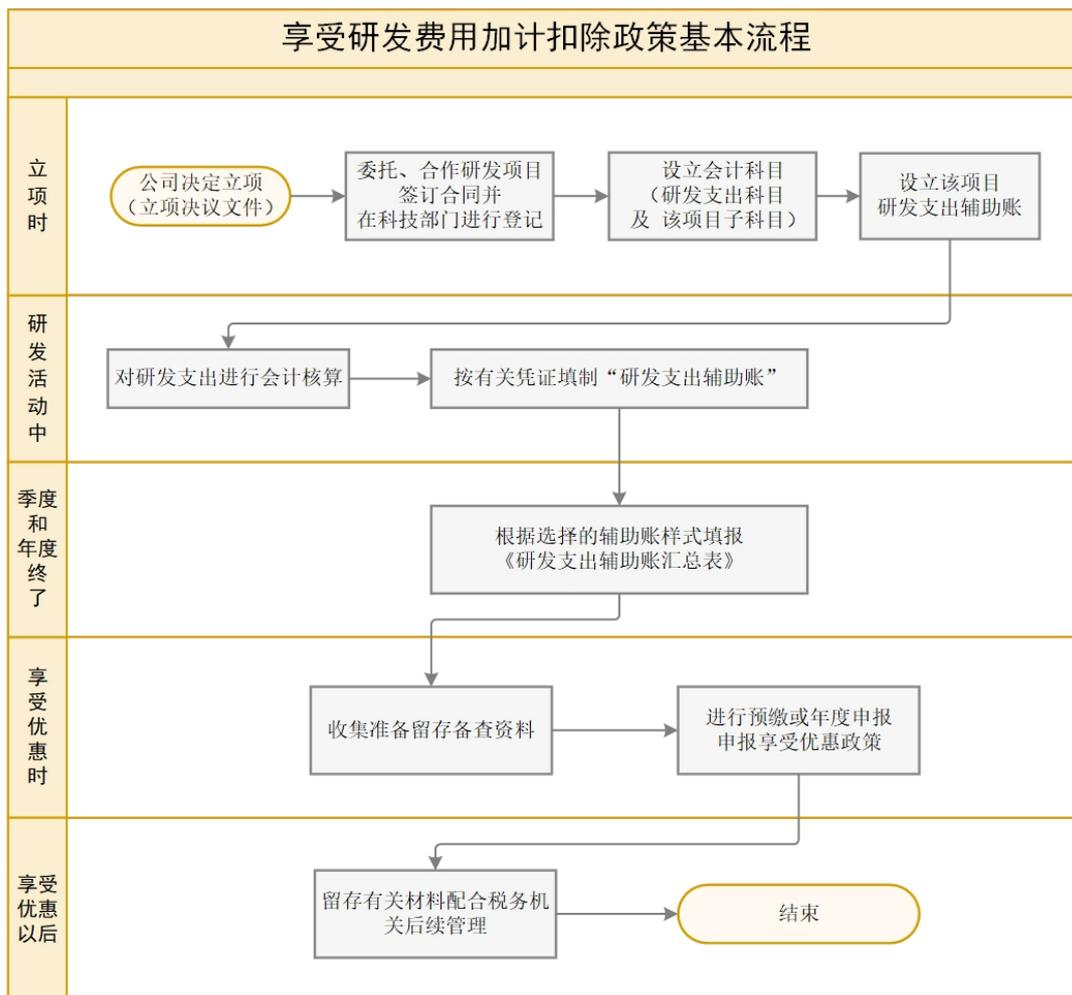 享受研发费用加计扣除政策基本流程
立
项
时
公司决定立项
（立项决议文件）
委托、合作研发项目
签订合同并
在科技部门进行登记
设立会计科目
（研发支出科目
及 该项目子科目）
设立该项目
研发支出辅助账
研
发
活
动
中
对研发支出进行会计核算
按有关凭证填制“研发支出辅助账”
季度
和
年度
终
了
根据选择的辅助账样式填报
《研发支出辅助账汇总表》
享
受
优
惠
时
收集准备留存备查资料
进行预缴或年度申报
申报享受优惠政策
享受
优惠
以后
留存有关材料配合税务机
关后续管理
结束